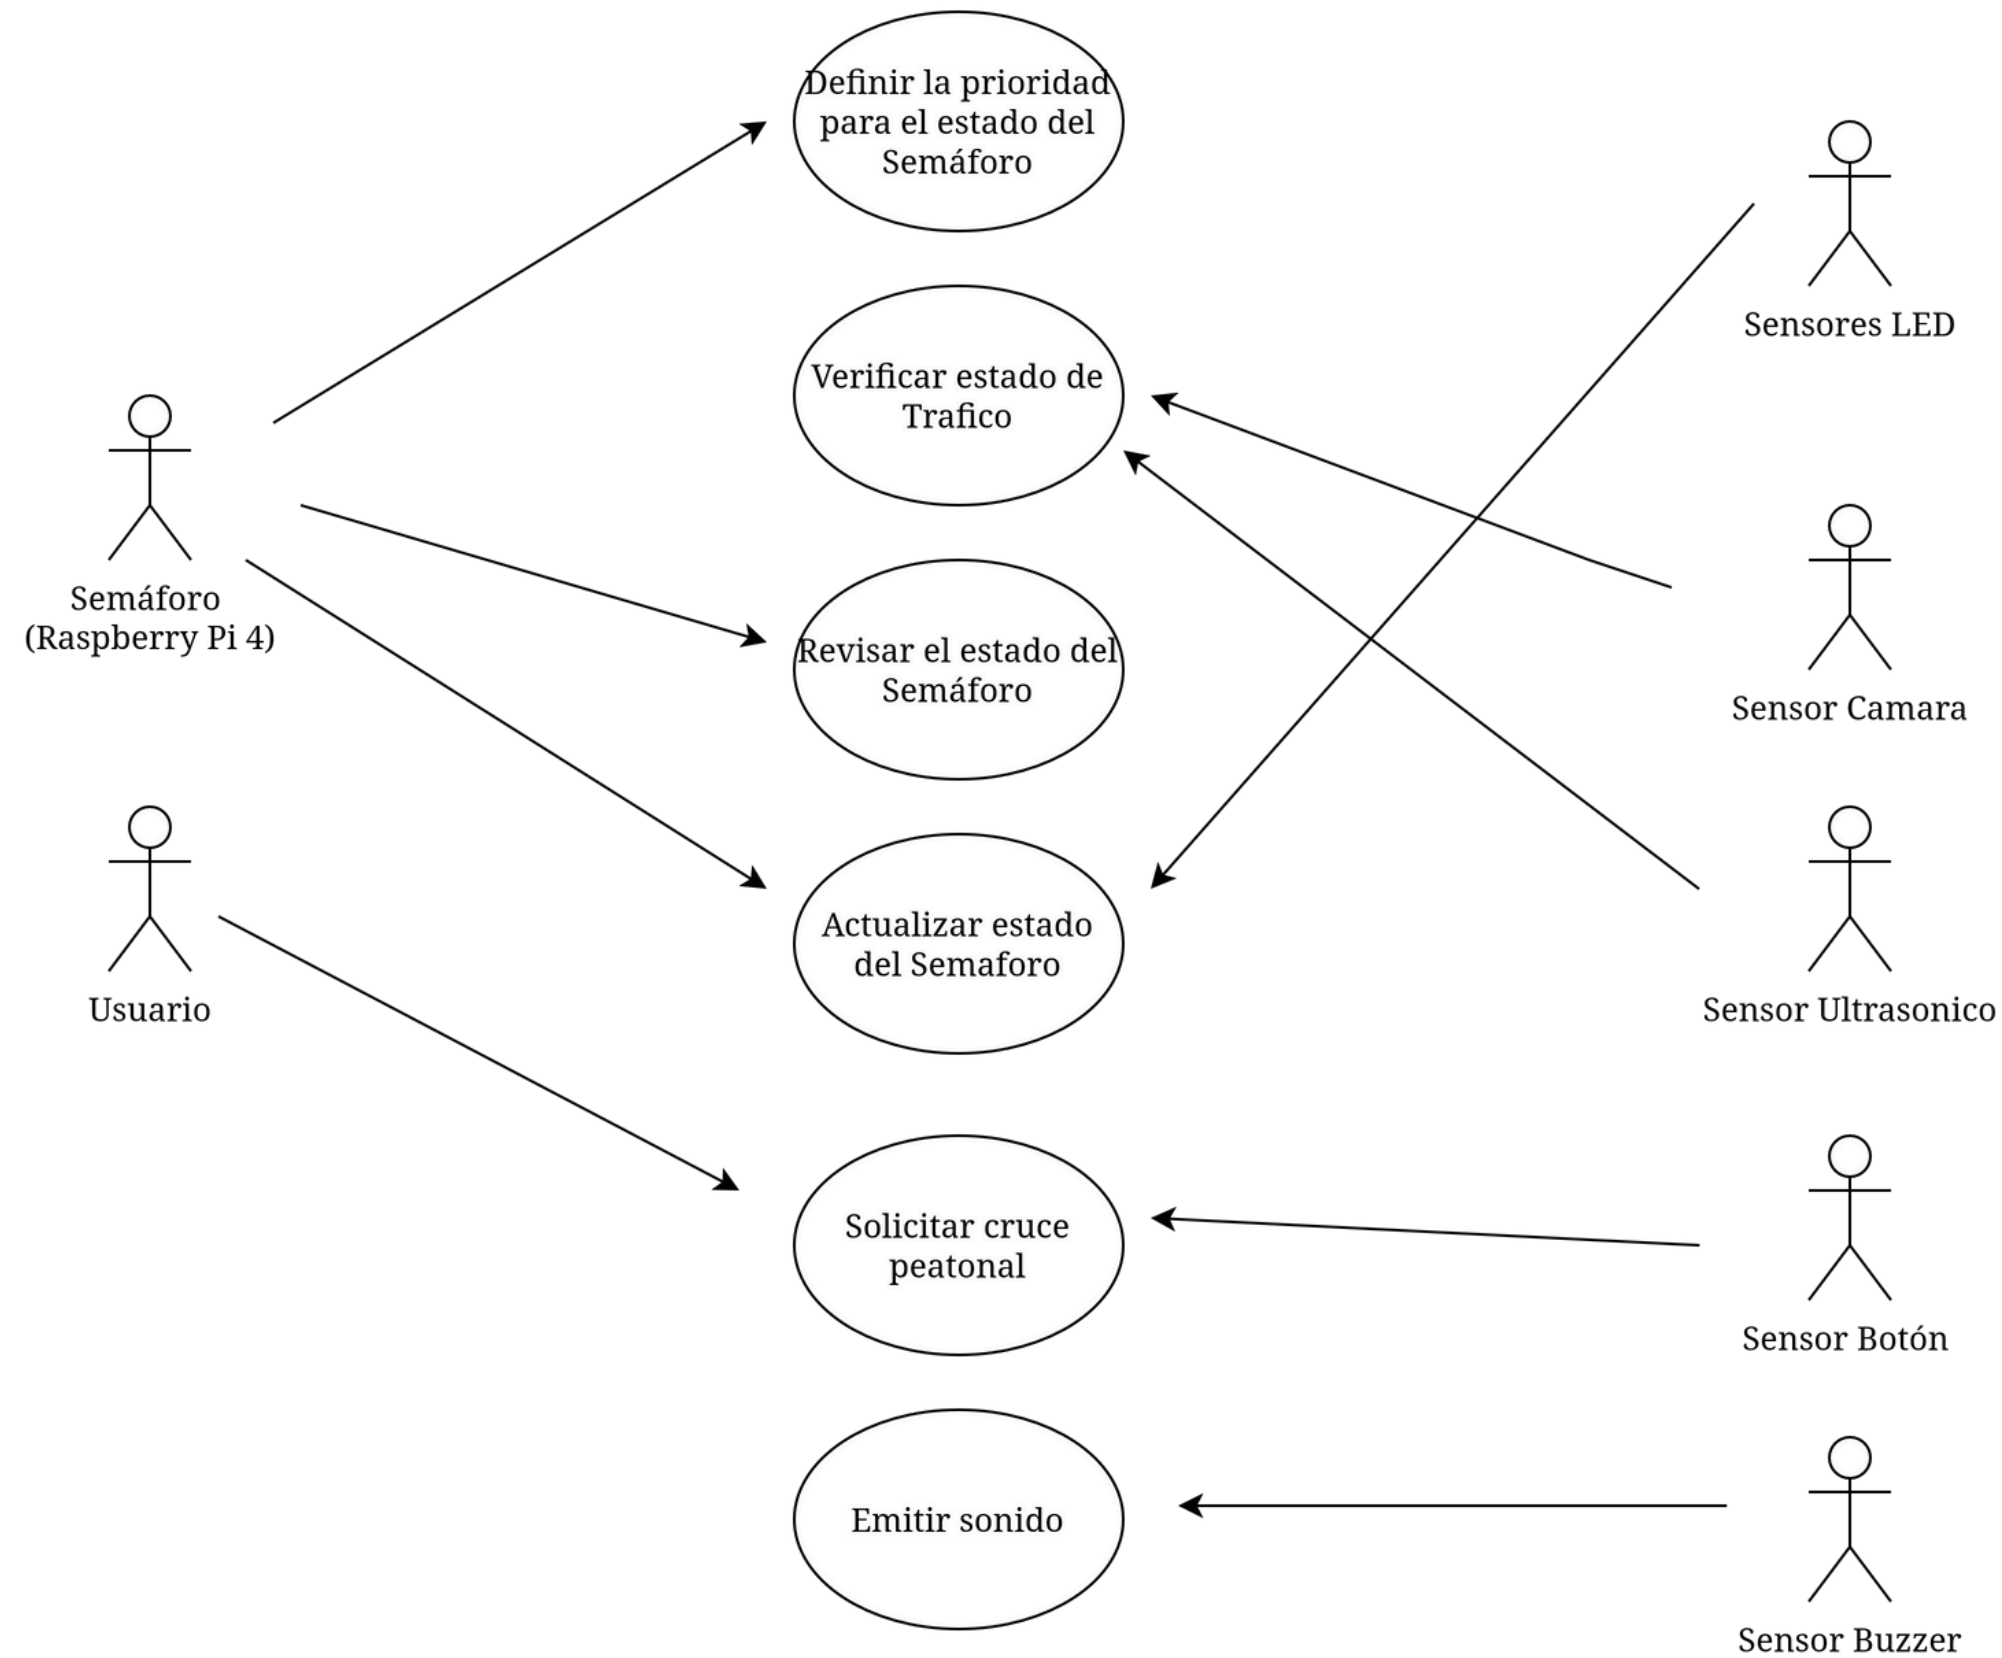 Definir la prioridad
para el estado del
Semáforo
Sensores LED
Verificar estado de
Trafico
Semáforo
(Raspberry Pi 4)
Revisar el estado del
Semáforo
Sensor Camara
Actualizar estado
del Semaforo
Usuario
Sensor Ultrasonico
Solicitar cruce
peatonal
Sensor Botón
Emitir sonido
Sensor Buzzer